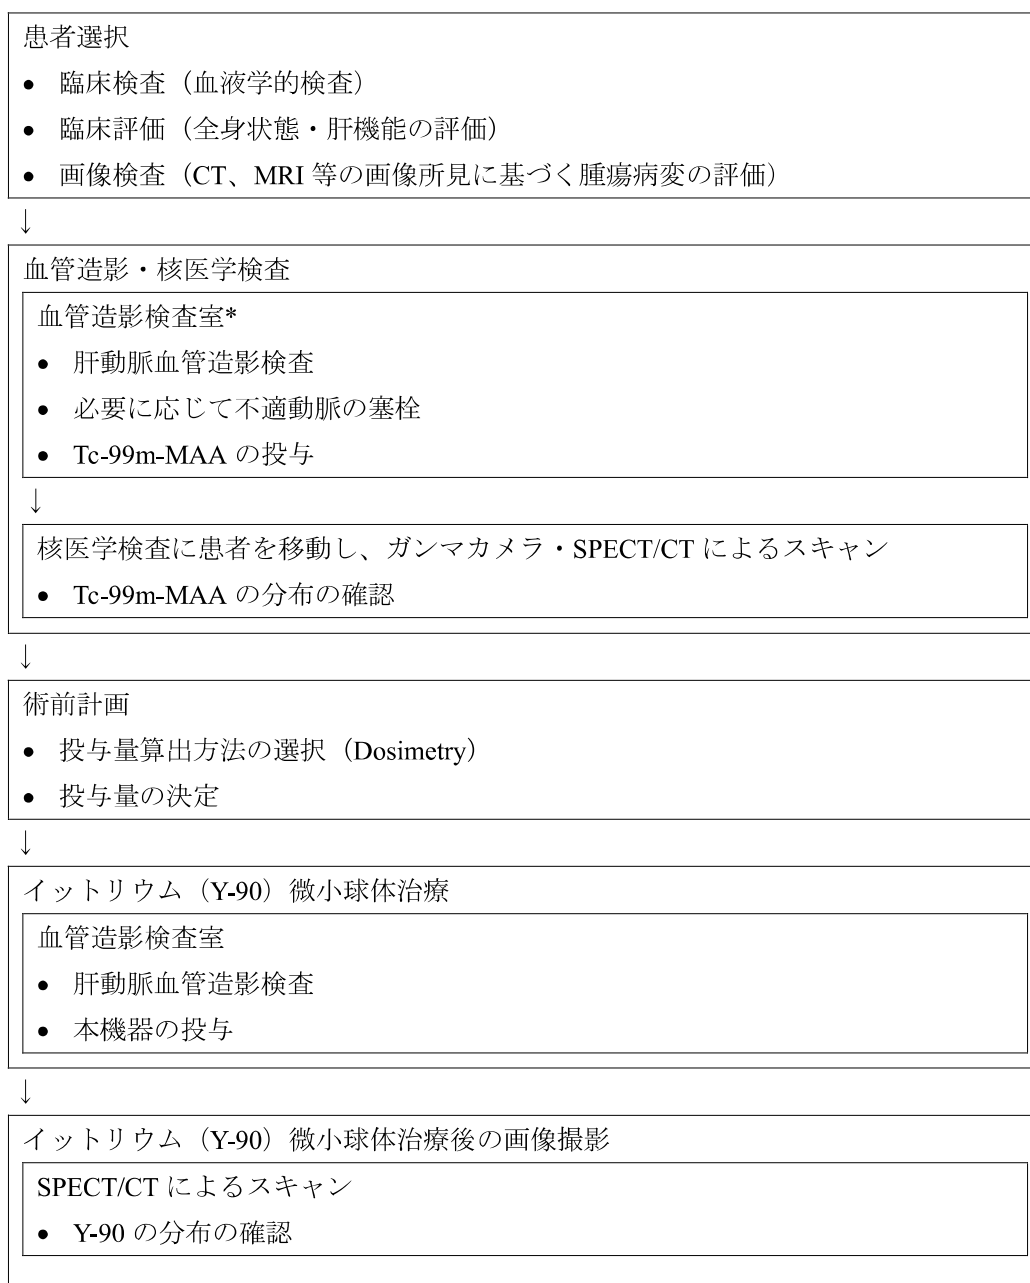 患者選択
● 臨床検査（血液学的検査）
● 臨床評価（全身状態・肝機能の評価）
● 画像検査（CT、MRI 等の画像所見に基づく腫瘍病変の評価）
↓
血管造影・核医学検査
血管造影検査室*
● 肝動脈血管造影検査
● 必要に応じて不適動脈の塞栓
● Tc-99m-MAA の投与
↓
核医学検査に患者を移動し、ガンマカメラ・SPECT/CT によるスキャン
● Tc-99m-MAA の分布の確認
↓
術前計画
● 投与量算出方法の選択（Dosimetry）
● 投与量の決定
↓
イットリウム（Y-90）微小球体治療
血管造影検査室
● 肝動脈血管造影検査
● 本機器の投与
↓
イットリウム（Y-90）微小球体治療後の画像撮影
SPECT/CT によるスキャン
● Y-90 の分布の確認